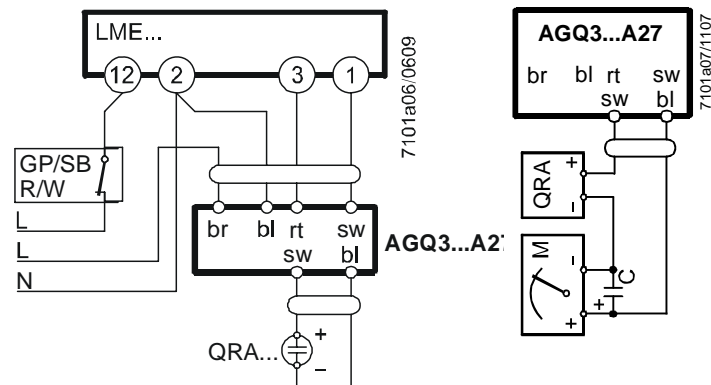 LME...
12 2 3 1
7101a06/0609
GP/SB
R/W
L
L
N
br bl rt sw
sw bl
AGQ3...A27
QRA...
+
–
AGQ3...A27
br bl rt sw
sw bl
7101a07/1107
QRA
+
–
M
–
+
C
+